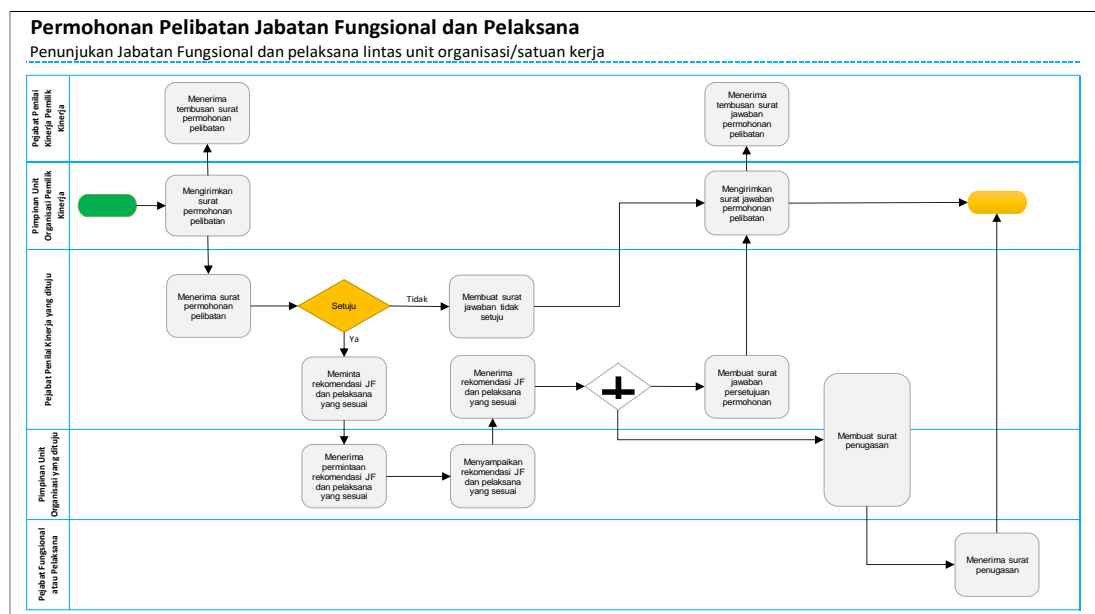 Permohonan Pelibatan Jabatan Fungsional dan Pelaksana
Penunjukan Jabatan Fungsional dan pelaksana lintas unit organisasi/satuan kerja
Pejabat Penilai
Kinerja Pemilik
Kinerja
Menerima
tembusan surat
permohonan
pelibatan
Menerima
tembusan surat
jawaban
permohonan
pelibatan
Pimpinan Unit
Organisasi Pemilik
Kinerja
Mengirimkan
surat
permohonan
pelibatan
Mengirimkan
surat jawaban
permohonan
pelibatan
Pejabat Penilai Kinerja yang dituju
Menerima surat
permohonan
pelibatan
Setuju
Tidak
Membuat surat
jawaban tidak
setuju
Ya
Meminta
rekomendasi JF
dan pelaksana
yang sesuai
Menerima
rekomendasi JF
dan pelaksana
yang sesuai
Membuat surat
jawaban
persetujuan
permohonan
Membuat surat
penugasan
Pimpinan Unit
Organisasi yang dituju
Menerima
permintaan
rekomendasi JF
dan pelaksana
yang sesuai
Menyampaikan
rekomendasi JF
dan pelaksana
yang sesuai
Pejabat Fungsional
atau Pelaksana
Menerima surat
penugasan